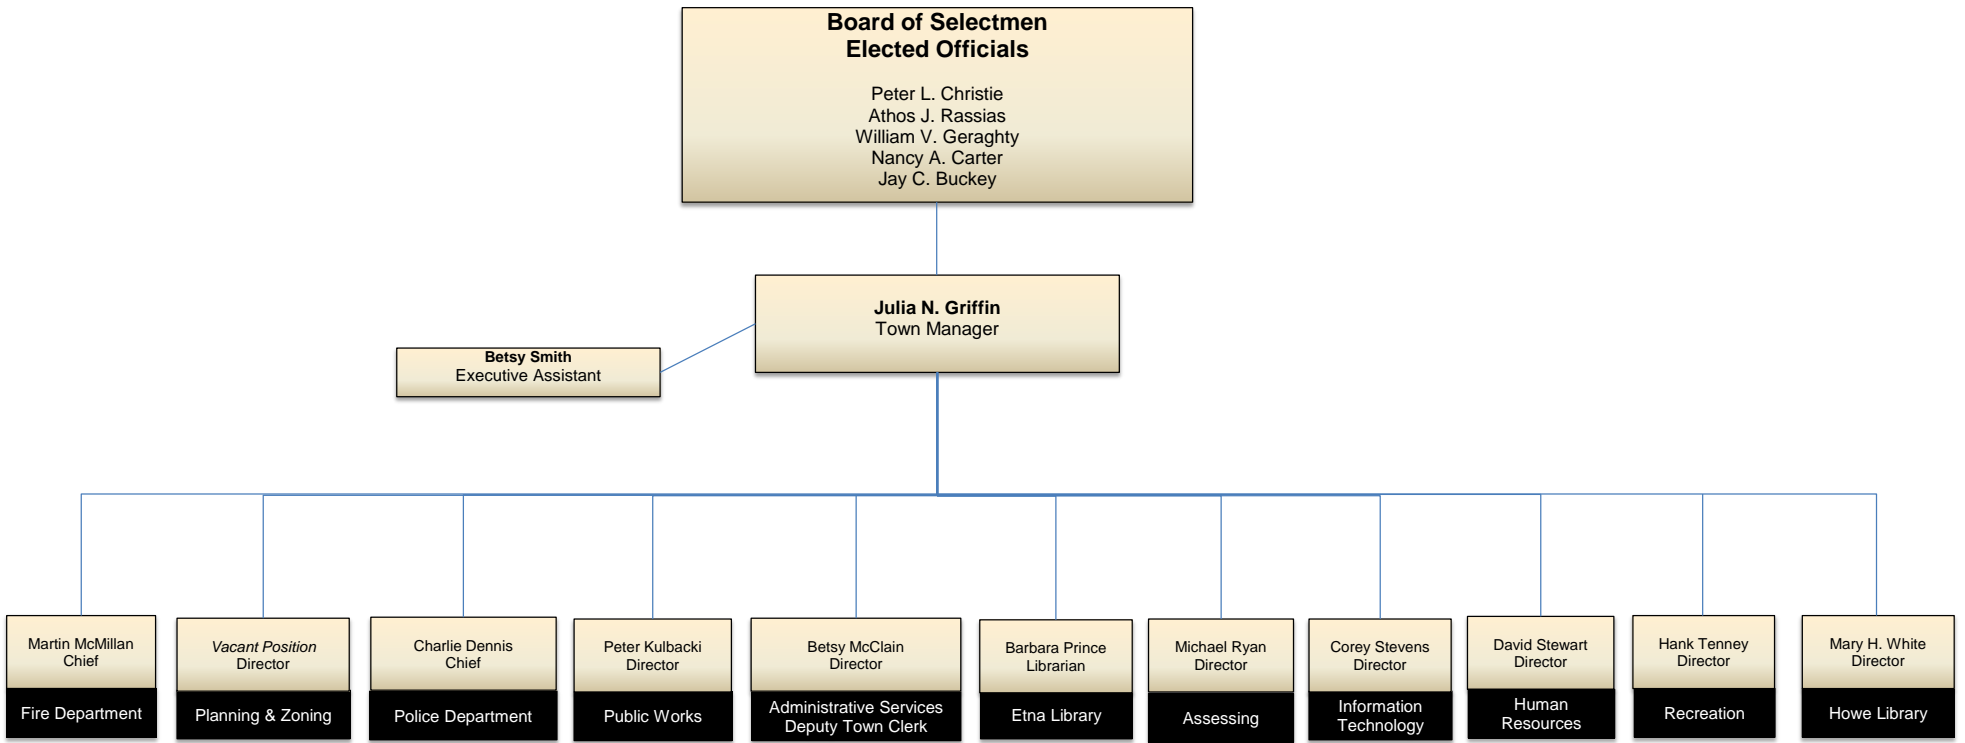 Board of Selectmen
Elected Officials
Peter L. Christie
Athos J. Rassias
William V. Geraghty
Nancy A. Carter
Jay C. Buckey
Julia N. Griffin
Town Manager
Betsy Smith
Executive Assistant
Martin McMillan
Chief
Fire Department
Vacant Position
Director
Planning & Zoning
Charlie Dennis
Chief
Police Department
Peter Kulbacki
Director
Public Works
Betsy McClain
Director
Administrative Services
Deputy Town Clerk
Barbara Prince
Librarian
Etna Library
Michael Ryan
Director
Assessing
Corey Stevens
Director
Information
Technology
David Stewart
Director
Human
Resources
Hank Tenney
Director
Recreation
Mary H. White
Director
Howe Library